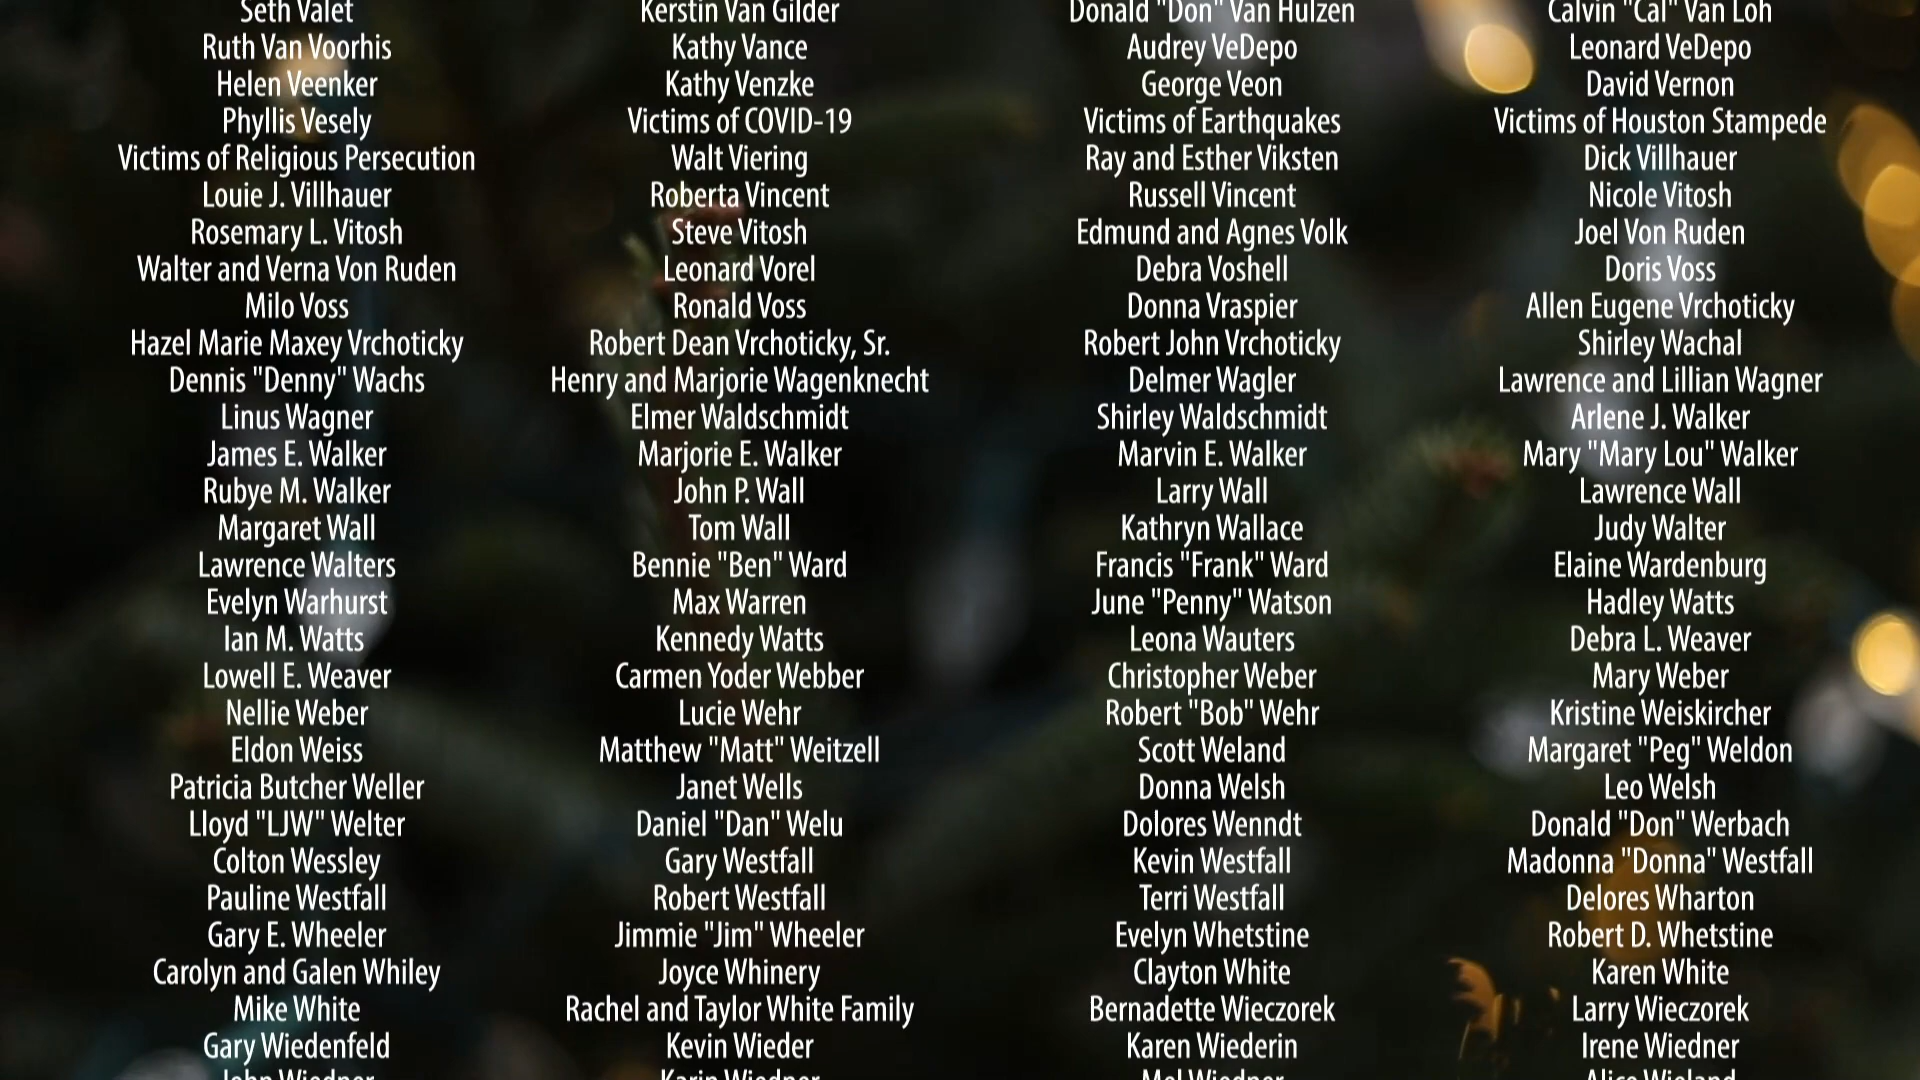 Seth Valet Kerstin Van Gilder Donald "Don" Van Hulzen Calvin "Cal" Van Loh
Ruth Van Voorhis Kathy Vance Audrey VeDepo Leonard VeDepo
Helen Veenker Kathy Venzke George Veon David Vernon
Phyllis Vesely Victims of COVID-19 Victims of Earthquakes Victims of Houston Stampede
Victims of Religious Persecution Walt Viering Ray and Esther Viksten Dick Villhauer
Louie J. Villhauer Roberta Vincent Russell Vincent Nicole Vitosh
Rosemary L. Vitosh Steve Vitosh Edmund and Agnes Volk Joel Von Ruden
Walter and Verna Von Ruden Leonard Vorel Debra Voshell Doris Voss
Milo Voss Ronald Voss Donna Vraspier Allen Eugene Vrchoticky
Hazel Marie Maxey Vrchoticky Robert Dean Vrchoticky, Sr. Robert John Vrchoticky Shirley Wachal
Dennis "Denny" Wachs Henry and Marjorie Wagenknecht Delmer Wagler Lawrence and Lillian Wagner
Linus Wagner Elmer Waldschmidt Shirley Waldschmidt Arlene J. Walker
James E. Walker Marjorie E. Walker Marvin E. Walker Mary "Mary Lou" Walker
Rubye M. Walker John P. Wall Larry Wall Lawrence Wall
Margaret Wall Tom Wall Kathryn Wallace Judy Walter
Lawrence Walters Bennie "Ben" Ward Francis "Frank" Ward Elaine Wardenburg
Evelyn Warhurst Max Warren June "Penny" Watson Hadley Watts
Ian M. Watts Kennedy Watts Leona Wauters Debra L. Weaver
Lowell E. Weaver Carmen Yoder Webber Christopher Weber Mary Weber
Nellie Weber Lucie Wehr Robert "Bob" Wehr Kristine Weiskircher
Eldon Weiss Matthew "Matt" Weitzell Scott Weland Margaret "Peg" Weldon
Patricia Butcher Weller Janet Wells Donna Welsh Leo Welsh
Lloyd "LJW" Welter Daniel "Dan" Welu Dolores Wenndt Donald "Don" Werbach
Colton Wessley Gary Westfall Kevin Westfall Madonna "Donna" Westfall
Pauline Westfall Robert Westfall Terri Westfall Delores Wharton
Gary E. Wheeler Jimmie "Jim" Wheeler Evelyn Whetstine Robert D. Whetstine
Carolyn and Galen Whiley Joyce Whinery Clayton White Karen White
Mike White Rachel and Taylor White Family Bernadette Wieczorek Larry Wieczorek
Gary Wiedenfeld Kevin Wieder Karen Wiederin Irene Wiedner
John Wiedner Karin Wiedner Mel Wiedner Alice Wieland